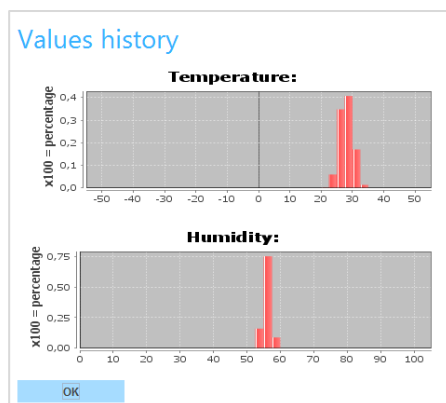 Values history
Temperature:
x100 = percentage
0,4
0,3
0,2
0,1
0,0
-50 -40 -30 -20 -10 0 10 20 30 40 50
Humidity:
x100 = percentage
0,75
0,50
0,25
0,00
0 10 20 30 40 50 60 70 80 90 100
OK